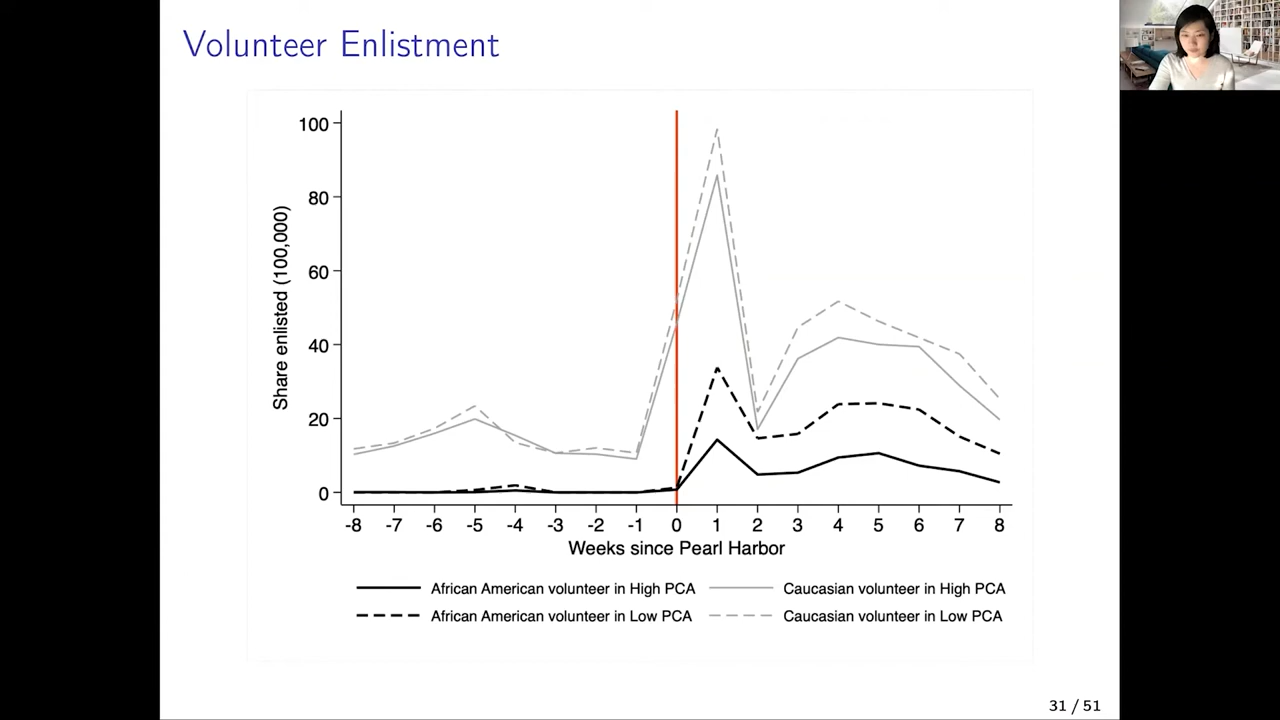 Volunteer Enlistment
100
80
60
40
20
0
Share enlisted (100,000)
-8 -7 -6 -5 -4 -3 -2 -1 0 1 2 3 4 5 6 7 8
Weeks since Pearl Harbor
African American volunteer in High PCA Caucasian volunteer in High PCA
African American volunteer in Low PCA Caucasian volunteer in Low PCA
31 / 51